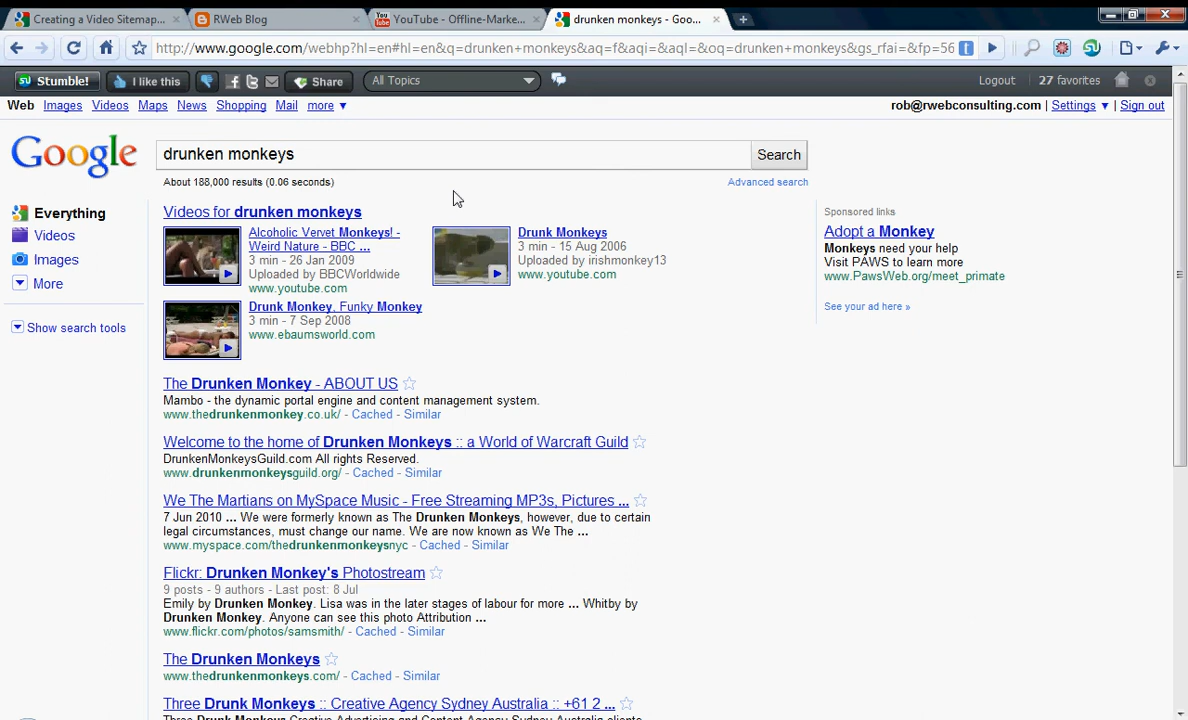 Creating a Video Sitemap...
RWeb Blog
YouTube - Offline-Marke...
drunken monkeys - Goo...
http://www.google.com/webhp?hl=en#hl=en&q=drunken+monkeys&aq=f&aqi=&aql=&oq=drunken+monkeys&gs_rfai=&fp=56
Stumble! I like this Share All Topics Logout 27 favorites
Web Images Videos Maps News Shopping Mail more ▼ rob@rwebconsulting.com | Settings ▼ | Sign out
Google
drunken monkeys
Search
About 188,000 results (0.06 seconds)
Advanced search
Everything
Videos
Images
More
Show search tools
Videos for drunken monkeys
Alcoholic Vervet Monkeys! -
Weird Nature - BBC ...
3 min - 26 Jan 2009
Uploaded by BBCWorldwide
www.youtube.com
Drunk Monkeys
3 min - 15 Aug 2006
Uploaded by irishmonkey13
www.youtube.com
Drunk Monkey, Funky Monkey
3 min - 7 Sep 2008
www.ebaumsworld.com
The Drunken Monkey - ABOUT US
Mambo - the dynamic portal engine and content management system.
www.thedrunkenmonkey.co.uk/ - Cached - Similar
Welcome to the home of Drunken Monkeys :: a World of Warcraft Guild
DrunkenMonkeysGuild.com All rights Reserved.
www.drunkenmonkeysguild.org/ - Cached - Similar
We The Martians on MySpace Music - Free Streaming MP3s, Pictures ...
7 Jun 2010 ... We were formerly known as The Drunken Monkeys, however, due to certain
legal circumstances, must change our name. We are now known as We The ...
www.myspace.com/thedrunkenmonkeysnyc - Cached - Similar
Flickr: Drunken Monkey's Photostream
9 posts - 9 authors - Last post: 8 Jul
Emily by Drunken Monkey. Lisa was in the later stages of labour for more ... Whitby by
Drunken Monkey. Anyone can see this photo Attribution ...
www.flickr.com/photos/samsmith/ - Cached - Similar
The Drunken Monkeys
www.thedrunkenmonkeys.com/ - Cached - Similar
Three Drunk Monkeys :: Creative Agency Sydney Australia :: +61 2 ...
Three Drunk Monkeys Creative Advertising and Content Agency Sydney Australia clients
Sponsored links
Adopt a Monkey
Monkeys need your help
Visit PAWS to learn more
www.PawsWeb.org/meet_primate
See your ad here »